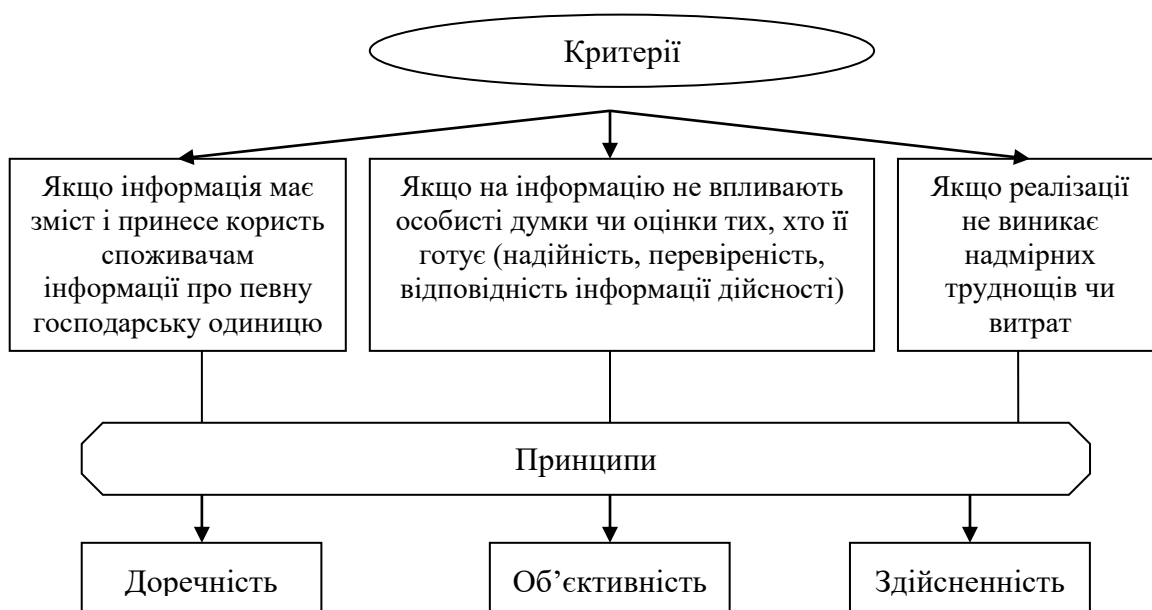 Критерії
Якщо інформація має
зміст і принесе користь
споживачам
інформації про певну
господарську одиницю
Якщо на інформацію не впливають
особисті думки чи оцінки тих, хто її
готує (надійність, перевіреність,
відповідність інформації дійсності)
Якщо реалізації
не виникає
надмірних
труднощів чи
витрат
Принципи
Доречність
Об’єктивність
Здійсненність